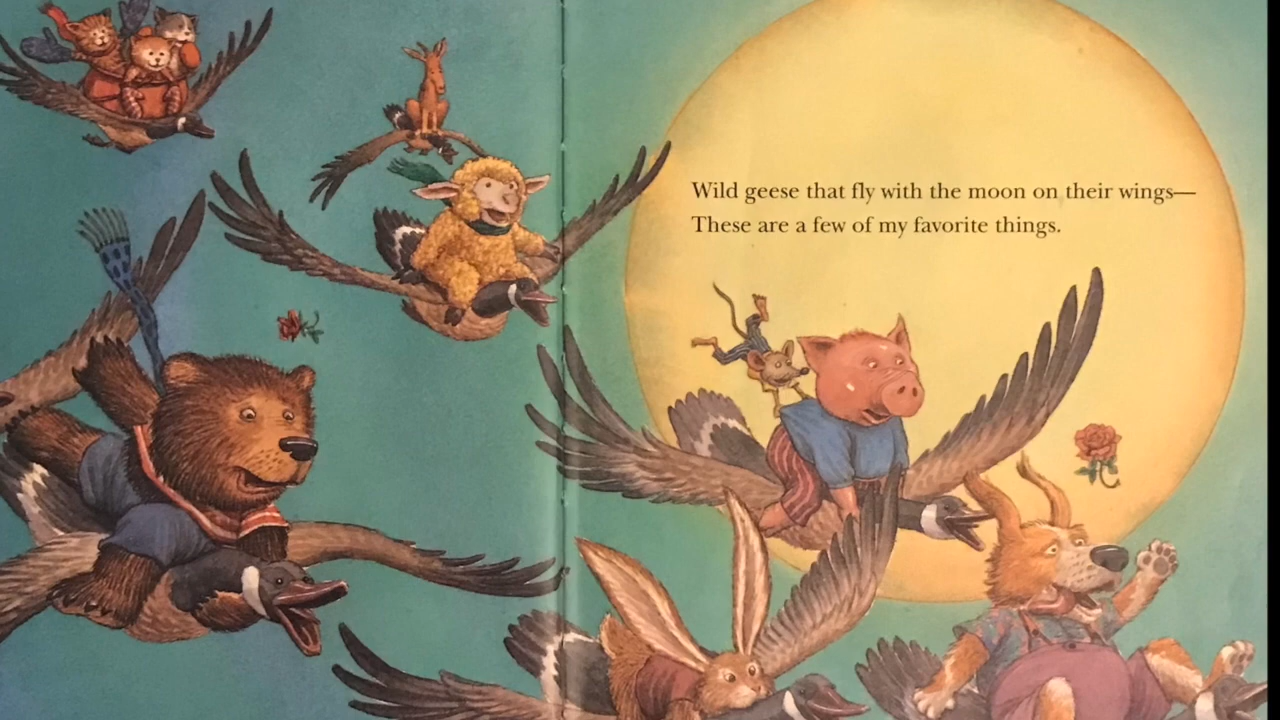 Wild geese that fly with the moon on their wings—
These are a few of my favorite things.